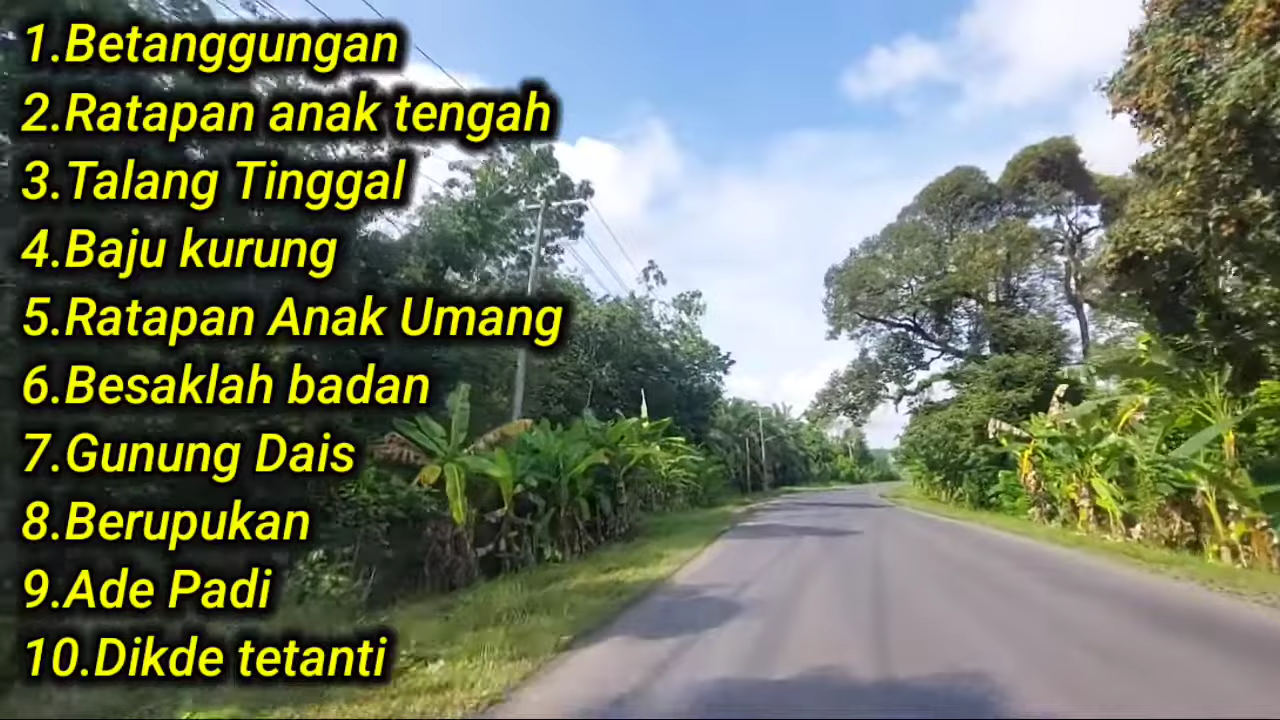 1.Betanggungan
2.Ratapan anak tengah
3.Talang Tinggal
4.Baju kurung
5.Ratapan Anak Umang
6.Besaklah badan
7.Gunung Dais
8.Berupukan
9.Ade Padi
10.Dikde tetanti